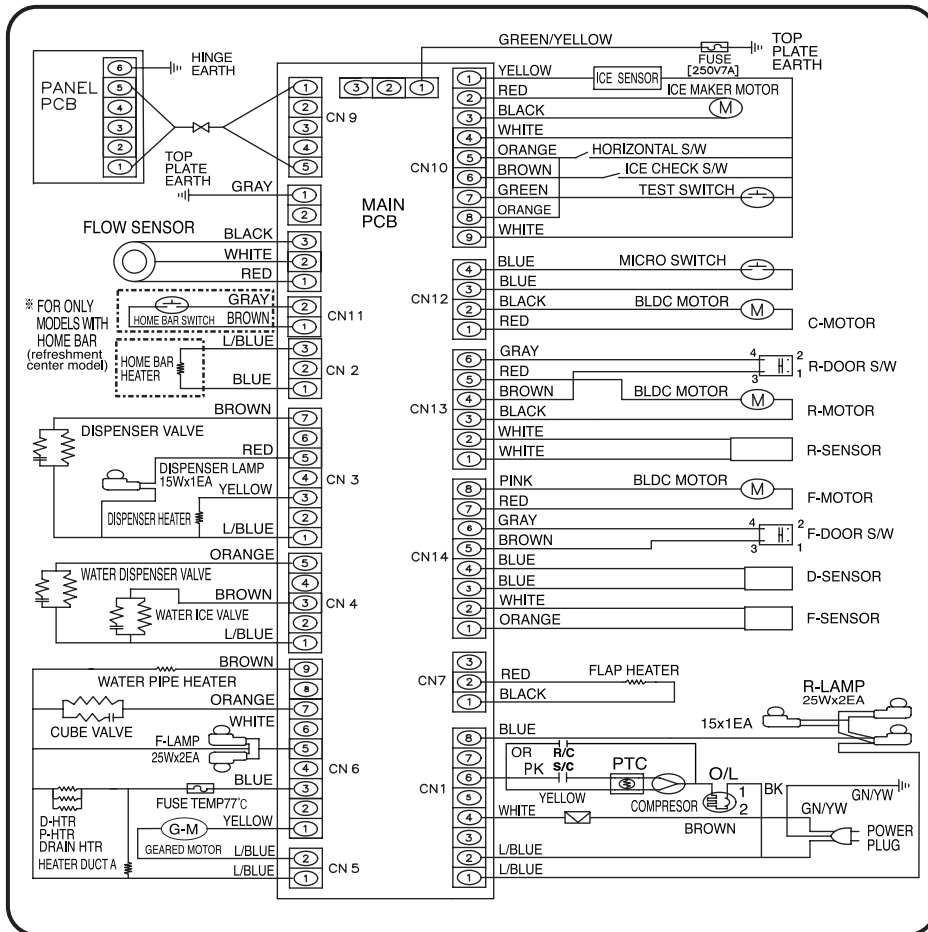 PANEL PCB
6
5
4
3
2
1
HINGE EARTH
TOP PLATE EARTH
1
2
3
4
5
CN 9
GRAY
1
2
FLOW SENSOR
BLACK
WHITE
RED
3
2
1
※ FOR ONLY MODELS WITH HOME BAR
(refreshment center model)
GRAY
HOME BAR SWITCH
BROWN
2
1
CN11
L/BLUE
HOME BAR HEATER
BLUE
3
2
1
CN 2
BROWN
DISPENSER VALVE
RED
DISPENSER LAMP
15Wx1EA
YELLOW
DISPENSER HEATER
L/BLUE
7
6
5
4
3
2
1
CN 3
ORANGE
WATER DISPENSER VALVE
BROWN
WATER ICE VALVE
L/BLUE
5
4
3
2
1
CN 4
BROWN
WATER PIPE HEATER
ORANGE
CUBE VALVE
WHITE
F-LAMP
25Wx2EA
BLUE
FUSE TEMP77°C
D-HTR
P-HTR
DRAIN HTR
HEATER DUCT A
YELLOW
G-M
GEARED MOTOR
9
8
7
6
5
4
3
2
1
CN 6
L/BLUE
L/BLUE
2
1
CN 5
MAIN PCB
3 2 1
GREEN/YELLOW
FUSE
[250V7A]
TOP PLATE EARTH
1
2
3
4
5
6
7
8
9
CN10
YELLOW
ICE SENSOR
RED
ICE MAKER MOTOR
M
BLACK
WHITE
ORANGE
HORIZONTAL S/W
BROWN
ICE CHECK S/W
GREEN
TEST SWITCH
ORANGE
WHITE
4
3
2
1
CN12
BLUE
MICRO SWITCH
BLUE
BLACK
BLDC MOTOR
M
RED
C-MOTOR
6
5
4
3
2
1
CN13
GRAY
4 2
3 1
R-DOOR S/W
RED
BROWN
BLDC MOTOR
M
BLACK
R-MOTOR
WHITE
WHITE
R-SENSOR
8
7
6
5
4
3
2
1
CN14
PINK
BLDC MOTOR
M
RED
F-MOTOR
GRAY
4 2
3 1
F-DOOR S/W
BROWN
BLUE
BLUE
D-SENSOR
WHITE
ORANGE
F-SENSOR
3
2
1
CN7
RED
FLAP HEATER
BLACK
8
7
6
5
4
3
2
1
CN1
BLUE
15x1EA
R-LAMP
25Wx2EA
OR R/C
PK S/C
PTC
YELLOW
COMPRESOR
O/L
1
2
BK
GN/YW
GN/YW
WHITE
BROWN
POWER PLUG
L/BLUE
L/BLUE